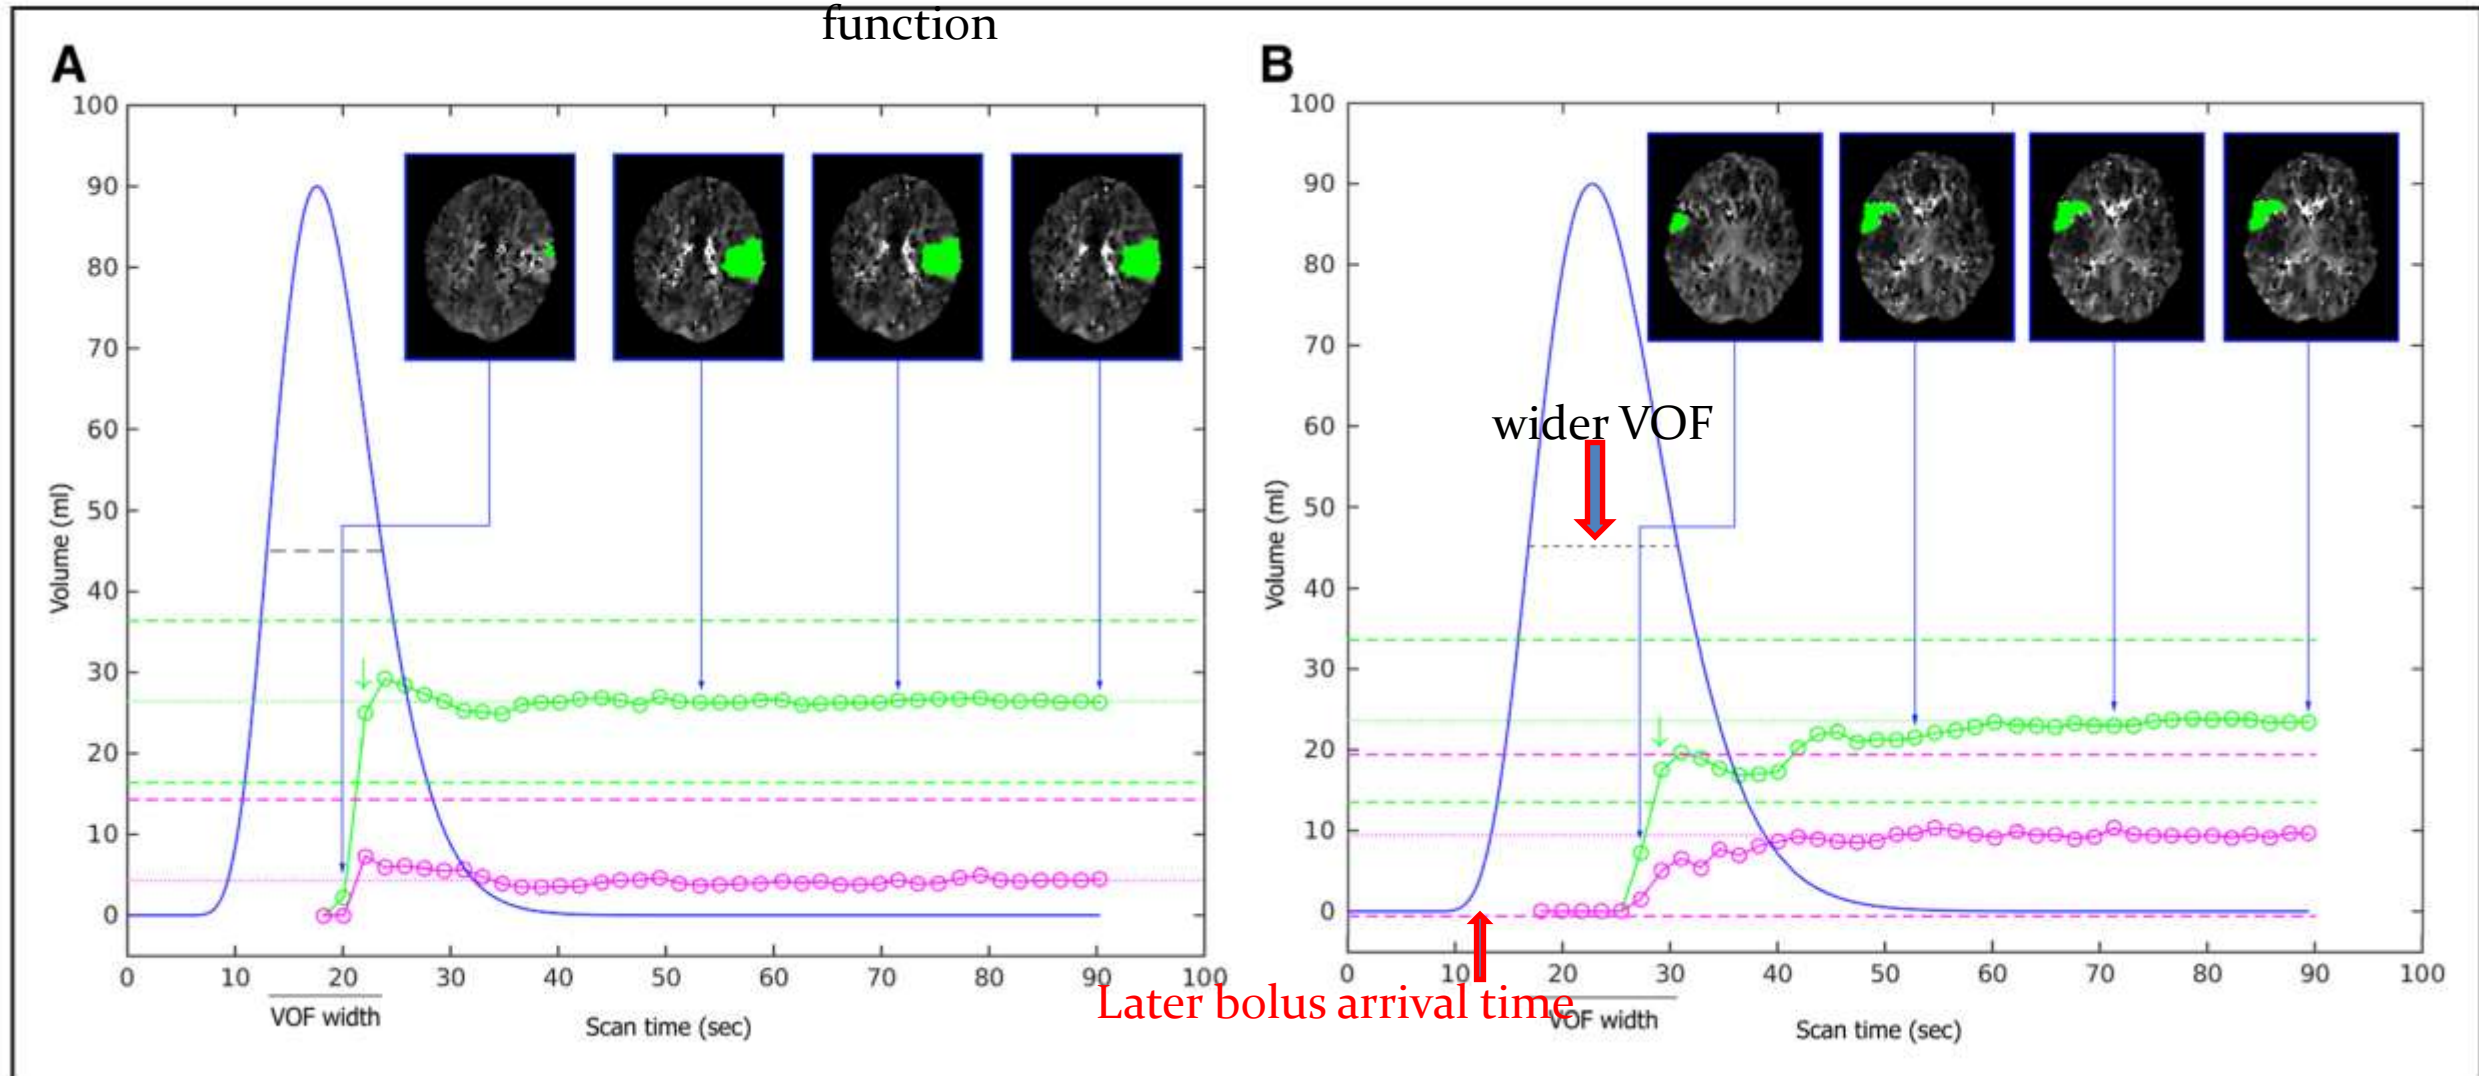 function
A
B
100
90
80
70
60
50
40
30
20
10
0
Volume (ml)
0 10 20 30 40 50 60 70 80 90 100
VOF width
Scan time (sec)
100
90
80
70
60
50
40
30
20
10
0
Volume (ml)
wider VOF
0 10 20 30 40 50 60 70 80 90 100
Later bolus arrival time
VOF width
Scan time (sec)